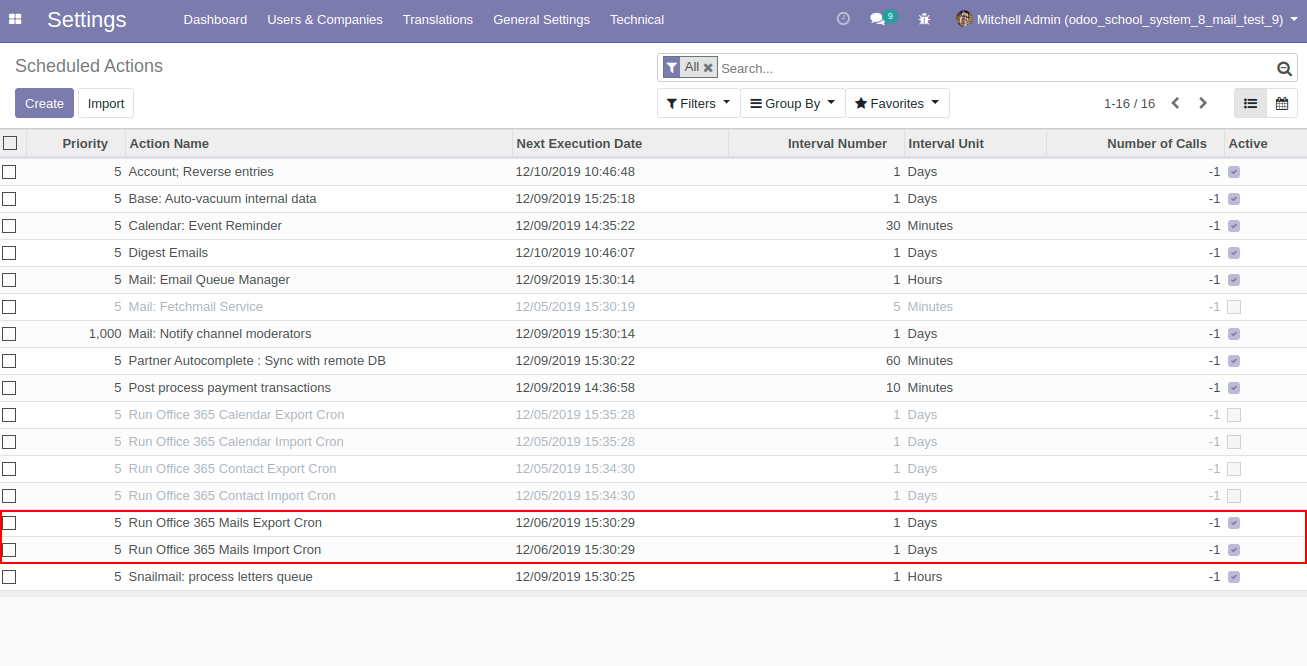 Settings Dashboard Users & Companies Translations General Settings Technical 9 Mitchell Admin (odoo_school_system_8_mail_test_9)
Scheduled Actions All Search...
Create Import Filters Group By Favorites 1-16 / 16
Priority Action Name Next Execution Date Interval Number Interval Unit Number of Calls Active
5 Account; Reverse entries 12/10/2019 10:46:48 1 Days -1
5 Base: Auto-vacuum internal data 12/09/2019 15:25:18 1 Days -1
5 Calendar: Event Reminder 12/09/2019 14:35:22 30 Minutes -1
5 Digest Emails 12/10/2019 10:46:07 1 Days -1
5 Mail: Email Queue Manager 12/09/2019 15:30:14 1 Hours -1
5 Mail: Fetchmail Service 12/05/2019 15:30:19 5 Minutes -1
1,000 Mail: Notify channel moderators 12/09/2019 15:30:14 1 Days -1
5 Partner Autocomplete : Sync with remote DB 12/09/2019 15:30:22 60 Minutes -1
5 Post process payment transactions 12/09/2019 14:36:58 10 Minutes -1
5 Run Office 365 Calendar Export Cron 12/05/2019 15:35:28 1 Days -1
5 Run Office 365 Calendar Import Cron 12/05/2019 15:35:28 1 Days -1
5 Run Office 365 Contact Export Cron 12/05/2019 15:34:30 1 Days -1
5 Run Office 365 Contact Import Cron 12/05/2019 15:34:30 1 Days -1
5 Run Office 365 Mails Export Cron 12/06/2019 15:30:29 1 Days -1
5 Run Office 365 Mails Import Cron 12/06/2019 15:30:29 1 Days -1
5 Snailmail: process letters queue 12/09/2019 15:30:25 1 Hours -1